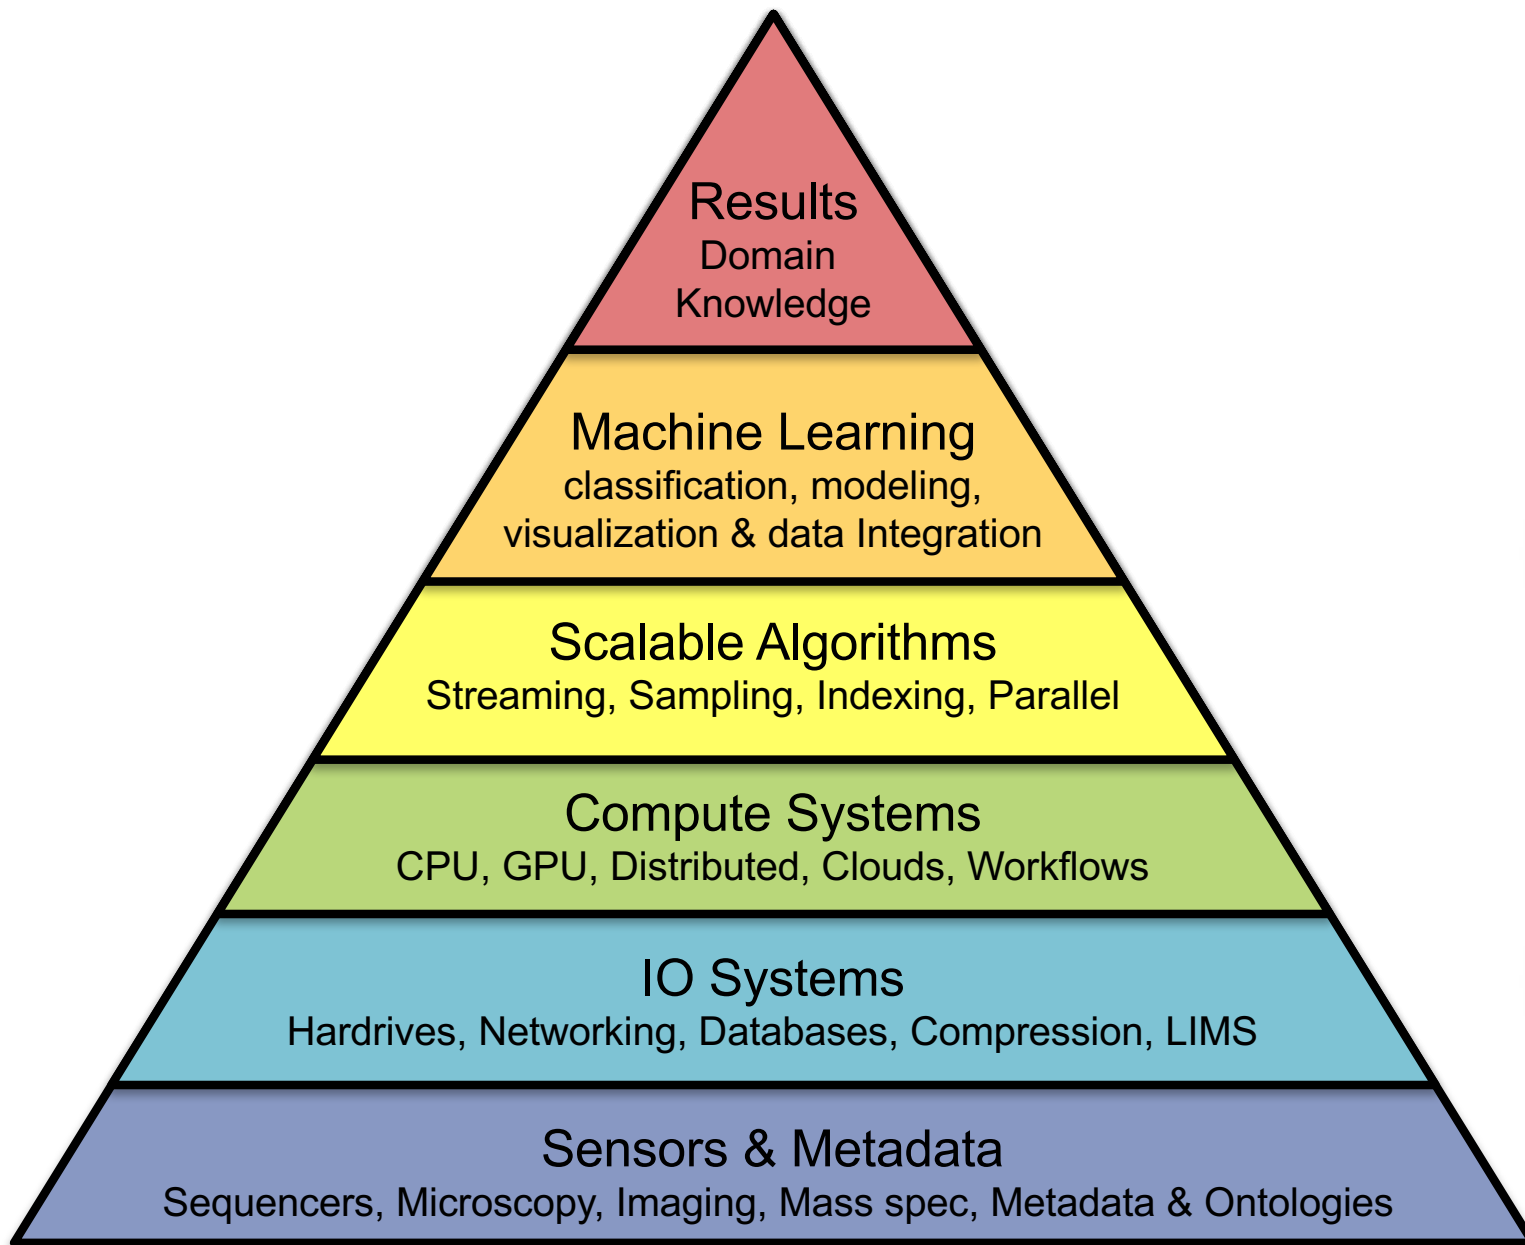 Results
Domain
Knowledge
Machine Learning
classification, modeling,
visualization & data Integration
Scalable Algorithms
Streaming, Sampling, Indexing, Parallel
Compute Systems
CPU, GPU, Distributed, Clouds, Workflows
IO Systems
Hardrives, Networking, Databases, Compression, LIMS
Sensors & Metadata
Sequencers, Microscopy, Imaging, Mass spec, Metadata & Ontologies